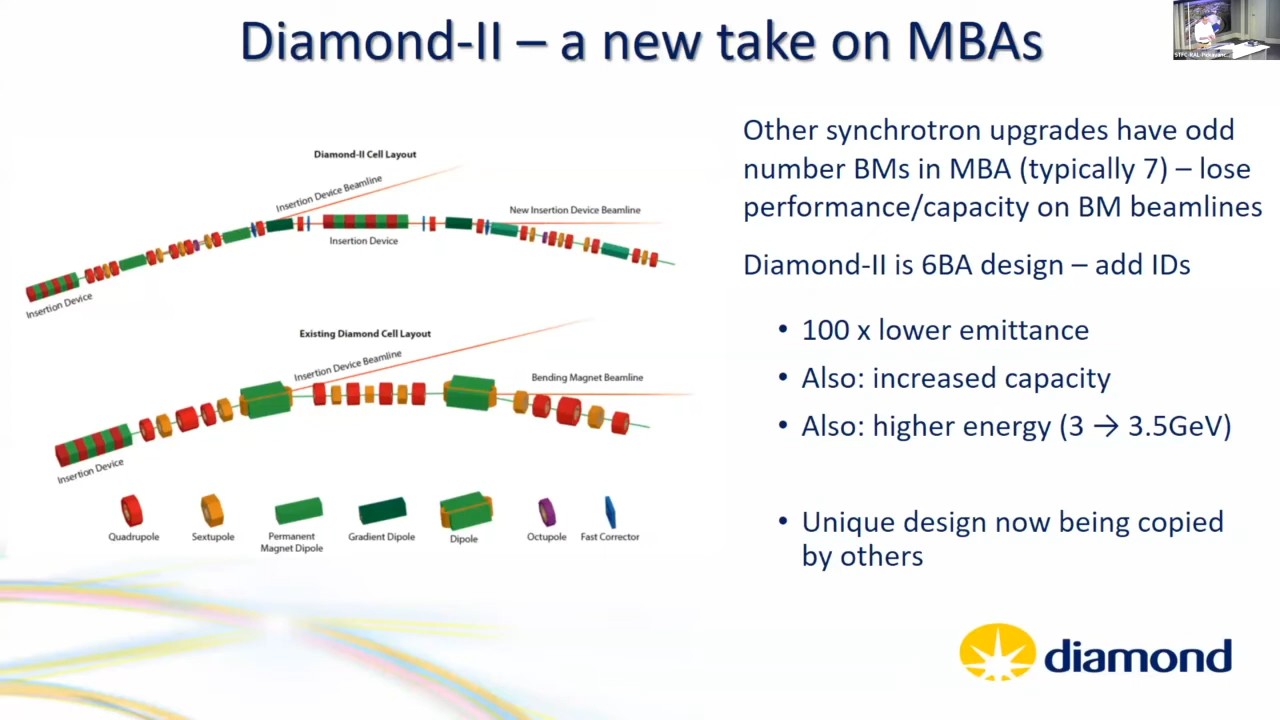 Diamond-II – a new take on MBAs
Diamond-II Cell Layout
Insertion Device Beamline
New Insertion Device Beamline
Insertion Device
Insertion Device
Existing Diamond Cell Layout
Insertion Device Beamline
Bending Magnet Beamline
Insertion Device
Quadrupole
Sextupole
Permanent
Magnet Dipole
Gradient Dipole
Dipole
Octupole
Fast Corrector
Other synchrotron upgrades have odd
number BMs in MBA (typically 7) – lose
performance/capacity on BM beamlines
Diamond-II is 6BA design – add IDs
• 100 x lower emittance
• Also: increased capacity
• Also: higher energy (3 → 3.5GeV)
• Unique design now being copied
by others
diamond